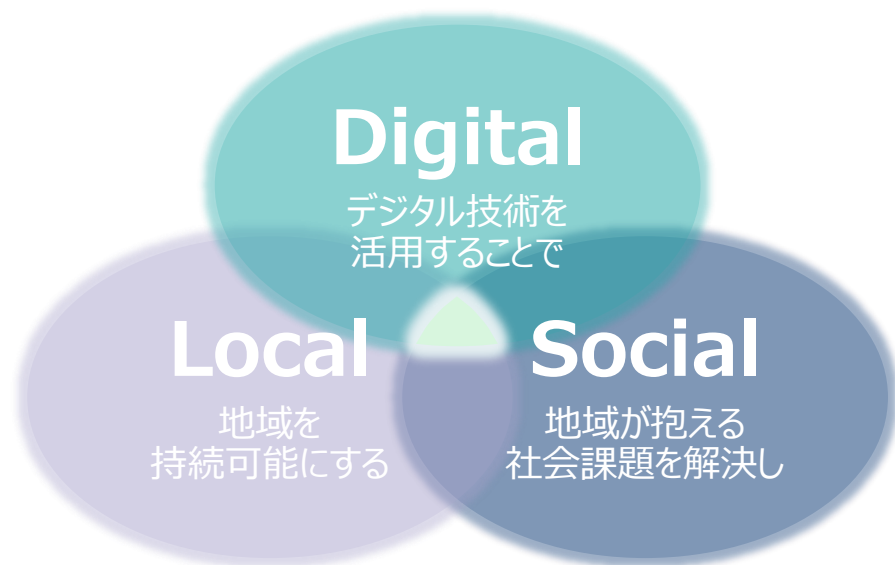 Digital
デジタル技術を
活用することで
Local
地域を
持続可能にする
Social
地域が抱える
社会課題を解決し